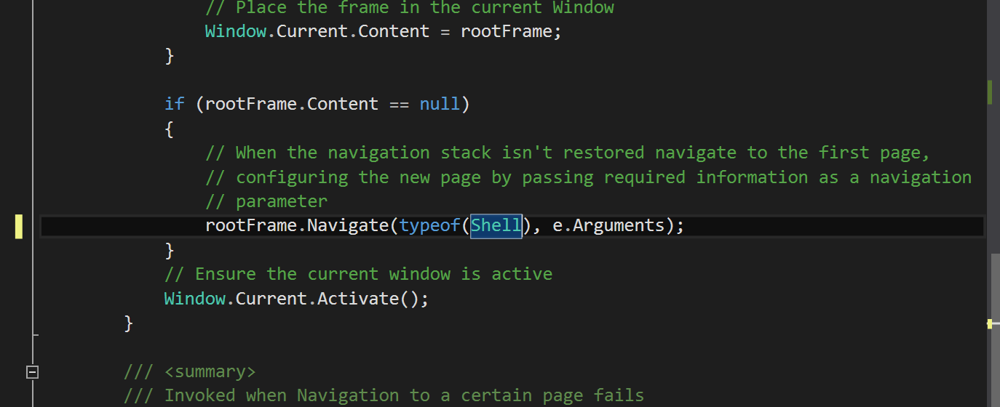 // Place the frame in the current Window
Window.Current.Content = rootFrame;
}
if (rootFrame.Content == null)
{
// When the navigation stack isn't restored navigate to the first page,
// configuring the new page by passing required information as a navigation
// parameter
rootFrame.Navigate(typeof(Shell), e.Arguments);
}
// Ensure the current window is active
Window.Current.Activate();
}
/// <summary>
/// Invoked when Navigation to a certain page fails